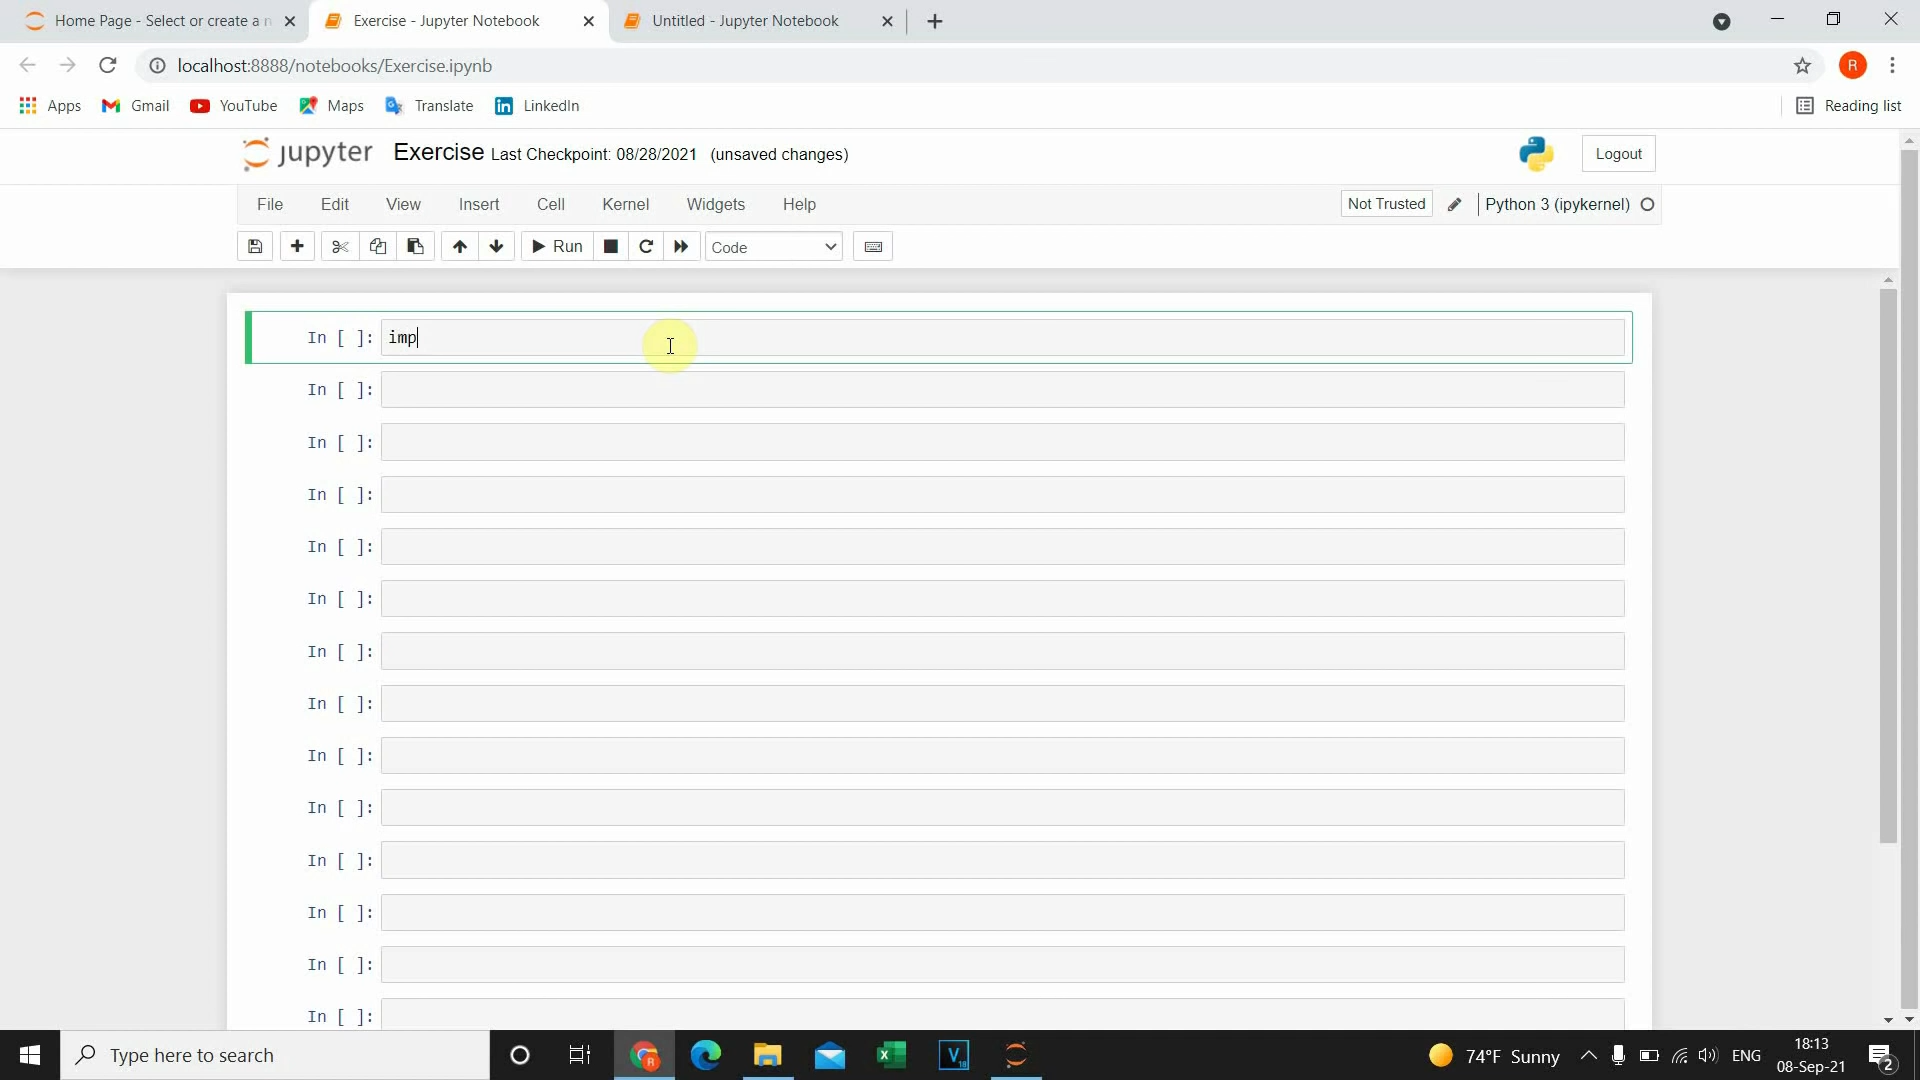 Home Page - Select or create a n
Exercise - Jupyter Notebook
Untitled - Jupyter Notebook
localhost:8888/notebooks/Exercise.ipynb
R
Apps
Gmail
YouTube
Maps
Translate
LinkedIn
Reading list
jupyter
Exercise Last Checkpoint: 08/28/2021 (unsaved changes)
Logout
File
Edit
View
Insert
Cell
Kernel
Widgets
Help
Not Trusted
Python 3 (ipykernel)
Run
Code
In [ ]: imp
In [ ]:
In [ ]:
In [ ]:
In [ ]:
In [ ]:
In [ ]:
In [ ]:
In [ ]:
In [ ]:
In [ ]:
In [ ]:
In [ ]:
In [ ]:
Type here to search
74°F Sunny
ENG
18:13
08-Sep-21
2